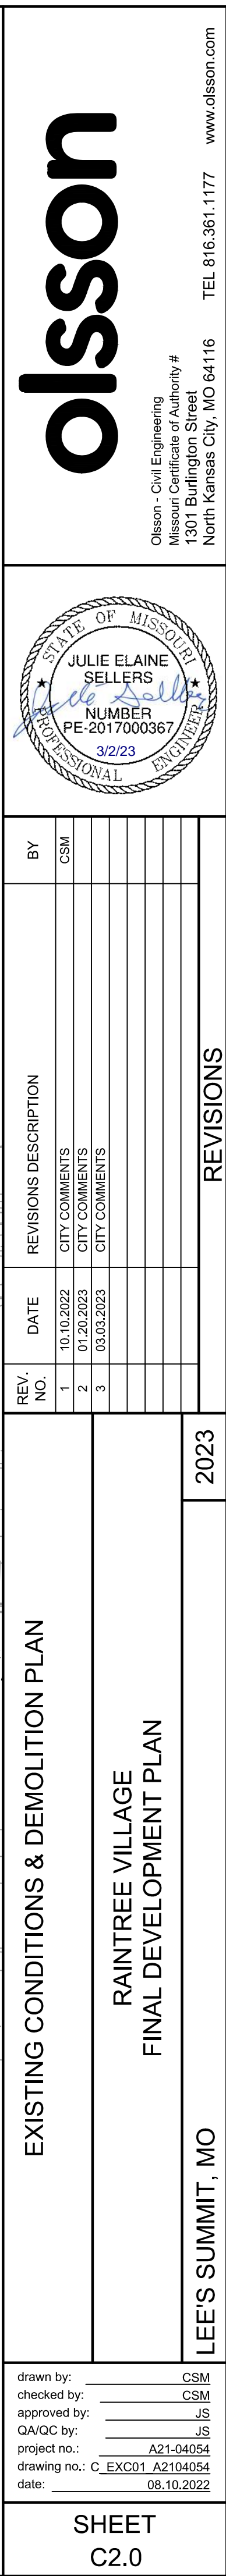 olsson
Olsson - Civil Engineering
Missouri Certificate of Authority #
1301 Burlington Street
North Kansas City, MO 64116 TEL 816.361.1177 www.olsson.com
STATE OF MISSOURI
JULIE ELAINE
SELLERS
NUMBER
PE-2017000367
3/2/23
PROFESSIONAL ENGINEER
REV. NO. DATE REVISIONS DESCRIPTION BY
1 10.10.2022 CITY COMMENTS CSM
2 01.20.2023 CITY COMMENTS
3 03.03.2023 CITY COMMENTS
REVISIONS
EXISTING CONDITIONS & DEMOLITION PLAN
RAINTREE VILLAGE
FINAL DEVELOPMENT PLAN
LEE'S SUMMIT, MO 2023
drawn by: CSM
checked by: CSM
approved by: JS
QA/QC by: JS
project no.: A21-04054
drawing no.: C_EXC01_A2104054
date: 08.10.2022
SHEET
C2.0